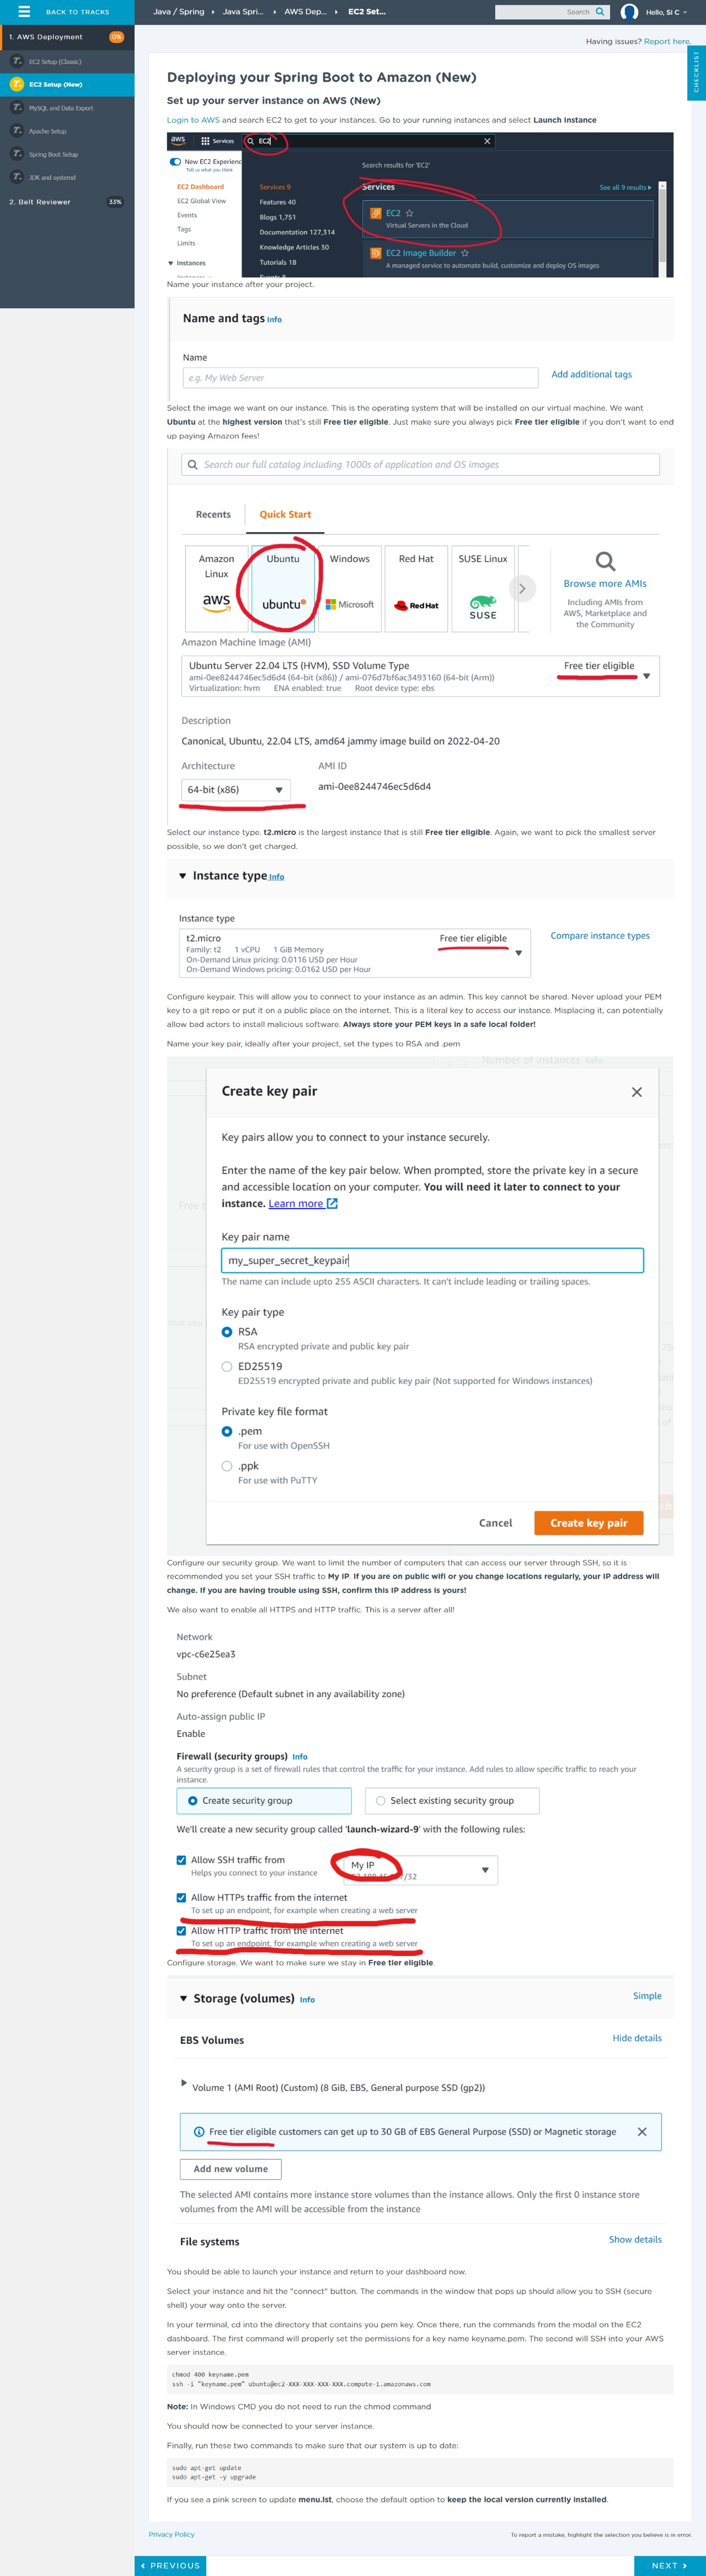 BACK TO TRACKS
Java / Spring
Java Spri...
AWS Dep...
EC2 Set...
Search
Hello, Si C
1. AWS Deployment
0%
EC2 Setup (Classic)
EC2 Setup (New)
MySQL and Data Export
Apache Setup
Spring Boot Setup
JDK and systemd
2. Belt Reviewer
33%
Having issues? Report here.
CHECKLIST
Deploying your Spring Boot to Amazon (New)
Set up your server instance on AWS (New)
Login to AWS and search EC2 to get to your instances. Go to your running instances and select Launch Instance
aws
Services
EC2
New EC2 Experienc
Tell us what you think
Search results for 'EC2'
EC2 Dashboard
EC2 Global View
Events
Tags
Limits
Instances
Services 9
Features 40
Blogs 1,751
Documentation 127,314
Knowledge Articles 30
Tutorials 18
Events 8
Services
See all 9 results
EC2
Virtual Servers in the Cloud
EC2 Image Builder
A managed service to automate build, customize and deploy OS images
Name your instance after your project.
Name and tags Info
Name
e.g. My Web Server
Add additional tags
Select the image we want on our instance. This is the operating system that will be installed on our virtual machine. We want
Ubuntu at the highest version that's still Free tier eligible. Just make sure you always pick Free tier eligible if you don't want to end
up paying Amazon fees!
Search our full catalog including 1000s of application and OS images
Recents
Quick Start
Amazon
Linux
aws
Ubuntu
ubuntu
Windows
Microsoft
Red Hat
Red Hat
SUSE Linux
SUSE
Browse more AMIs
Including AMIs from
AWS, Marketplace and
the Community
Amazon Machine Image (AMI)
Ubuntu Server 22.04 LTS (HVM), SSD Volume Type
Free tier eligible
ami-0ee8244746ec5d6d4 (64-bit (x86)) / ami-076d7bf6ac3493160 (64-bit (Arm))
Virtualization: hvm ENA enabled: true Root device type: ebs
Description
Canonical, Ubuntu, 22.04 LTS, amd64 jammy image build on 2022-04-20
Architecture
AMI ID
64-bit (x86)
ami-0ee8244746ec5d6d4
Select our instance type. t2.micro is the largest instance that is still Free tier eligible. Again, we want to pick the smallest server
possible, so we don't get charged.
Instance type Info
Instance type
t2.micro
Free tier eligible
Family: t2 1 vCPU 1 GiB Memory
On-Demand Linux pricing: 0.0116 USD per Hour
On-Demand Windows pricing: 0.0162 USD per Hour
Compare instance types
Configure keypair. This will allow you to connect to your instance as an admin. This key cannot be shared. Never upload your PEM
key to a git repo or put it on a public place on the internet. This is a literal key to access our instance. Misplacing it, can potentially
allow bad actors to install malicious software. Always store your PEM keys in a safe local folder!
Name your key pair, ideally after your project, set the types to RSA and .pem
Number of instances Info
Create key pair
Key pairs allow you to connect to your instance securely.
Enter the name of the key pair below. When prompted, store the private key in a secure
and accessible location on your computer. You will need it later to connect to your
instance. Learn more
Key pair name
my_super_secret_keypair
The name can include upto 255 ASCII characters. It can't include leading or trailing spaces.
Key pair type
RSA
RSA encrypted private and public key pair
ED25519
ED25519 encrypted private and public key pair (Not supported for Windows instances)
Private key file format
.pem
For use with OpenSSH
.ppk
For use with PuTTY
Cancel
Create key pair
Configure our security group. We want to limit the number of computers that can access our server through SSH, so it is
recommended you set your SSH traffic to My IP. If you are on public wifi or you change locations regularly, your IP address will
change. If you are having trouble using SSH, confirm this IP address is yours!
We also want to enable all HTTPS and HTTP traffic. This is a server after all!
Network
vpc-c6e25ea3
Subnet
No preference (Default subnet in any availability zone)
Auto-assign public IP
Enable
Firewall (security groups) Info
A security group is a set of firewall rules that control the traffic for your instance. Add rules to allow specific traffic to reach your
instance.
Create security group
Select existing security group
We'll create a new security group called 'launch-wizard-9' with the following rules:
Allow SSH traffic from
Helps you connect to your instance
My IP
/32
Allow HTTPs traffic from the internet
To set up an endpoint, for example when creating a web server
Allow HTTP traffic from the internet
To set up an endpoint, for example when creating a web server
Configure storage. We want to make sure we stay in Free tier eligible.
Storage (volumes) Info
Simple
EBS Volumes
Hide details
Volume 1 (AMI Root) (Custom) (8 GiB, EBS, General purpose SSD (gp2))
Free tier eligible customers can get up to 30 GB of EBS General Purpose (SSD) or Magnetic storage
Add new volume
The selected AMI contains more instance store volumes than the instance allows. Only the first 0 instance store
volumes from the AMI will be accessible from the instance
File systems
Show details
You should be able to launch your instance and return to your dashboard now.
Select your instance and hit the "connect" button. The commands in the window that pops up should allow you to SSH (secure
shell) your way onto the server.
In your terminal, cd into the directory that contains you pem key. Once there, run the commands from the modal on the EC2
dashboard. The first command will properly set the permissions for a key name keyname.pem. The second will SSH into your AWS
server instance.
chmod 400 keyname.pem
ssh -i "keyname.pem" ubuntu@ec2-XXX-XXX-XXX-XXX.compute-1.amazonaws.com
Note: In Windows CMD you do not need to run the chmod command
You should now be connected to your server instance.
Finally, run these two commands to make sure that our system is up to date:
sudo apt-get update
sudo apt-get -y upgrade
If you see a pink screen to update menu.lst, choose the default option to keep the local version currently installed.
Privacy Policy
To report a mistake, highlight the selection you believe is in error.
PREVIOUS
NEXT